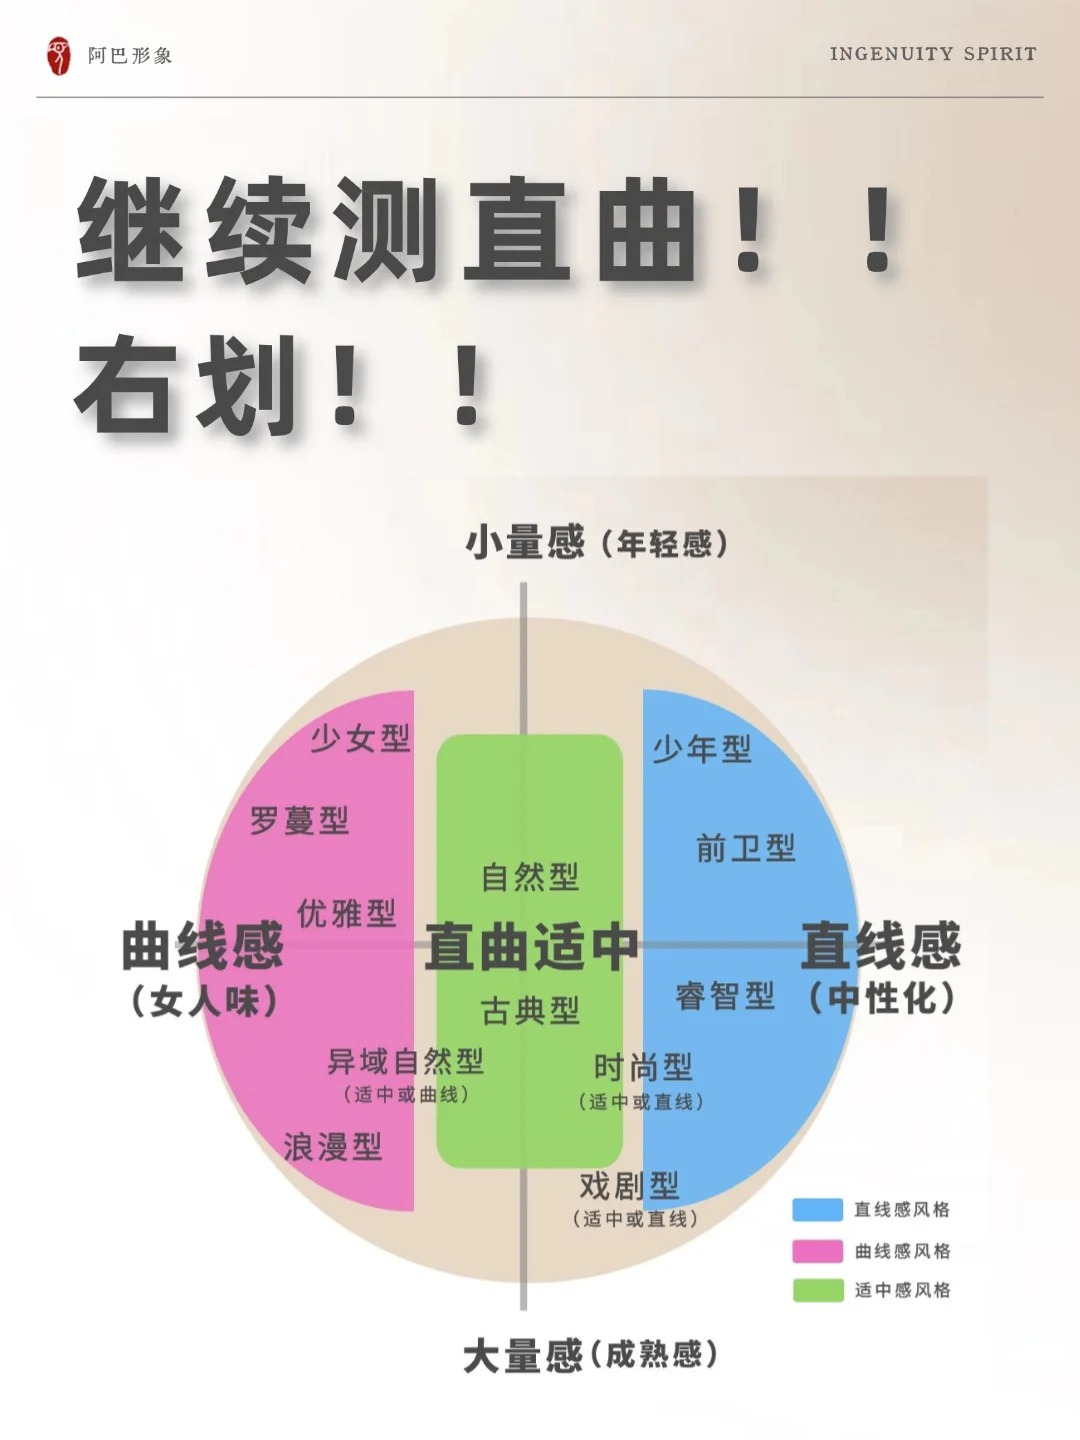 阿巴形象
INGENUITY SPIRIT
继续测直曲！！
右划！！
小量感（年轻感）
少女型
少年型
罗蔓型
前卫型
自然型
优雅型
曲线感
直曲适中
直线感
（女人味）
睿智型
（中性化）
古典型
异域自然型
（适中或曲线）
时尚型
（适中或直线）
浪漫型
戏剧型
（适中或直线）
直线感风格
曲线感风格
适中感风格
大量感（成熟感）